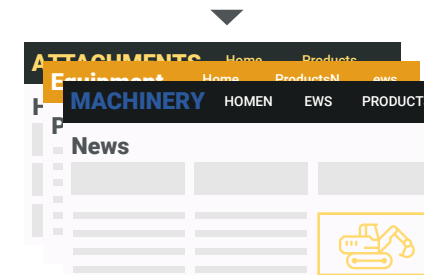 ATTACHMENTS Home Products
Equipment Home ProductsN ews
MACHINERY HOMEN EWS PRODUCT
News